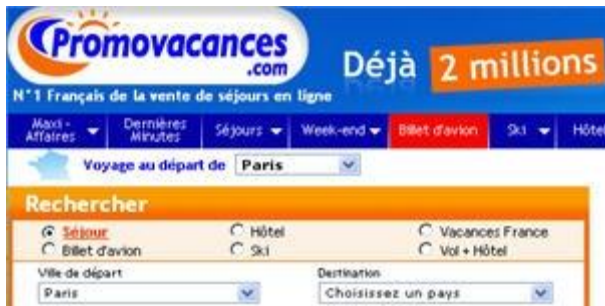 Promovacances
.com
Déjà 2 millions
N°1 Français de la vente de séjours en ligne
Maxi-Affaires Dernières Minutes Séjours Week-end Billet d'avion Ski Hôte
Voyage au départ de Paris
Rechercher
Séjour Hôtel Vacances France
Billet d'avion Ski Vol + Hôtel
Ville de départ Destination
Paris Choisissez un pays